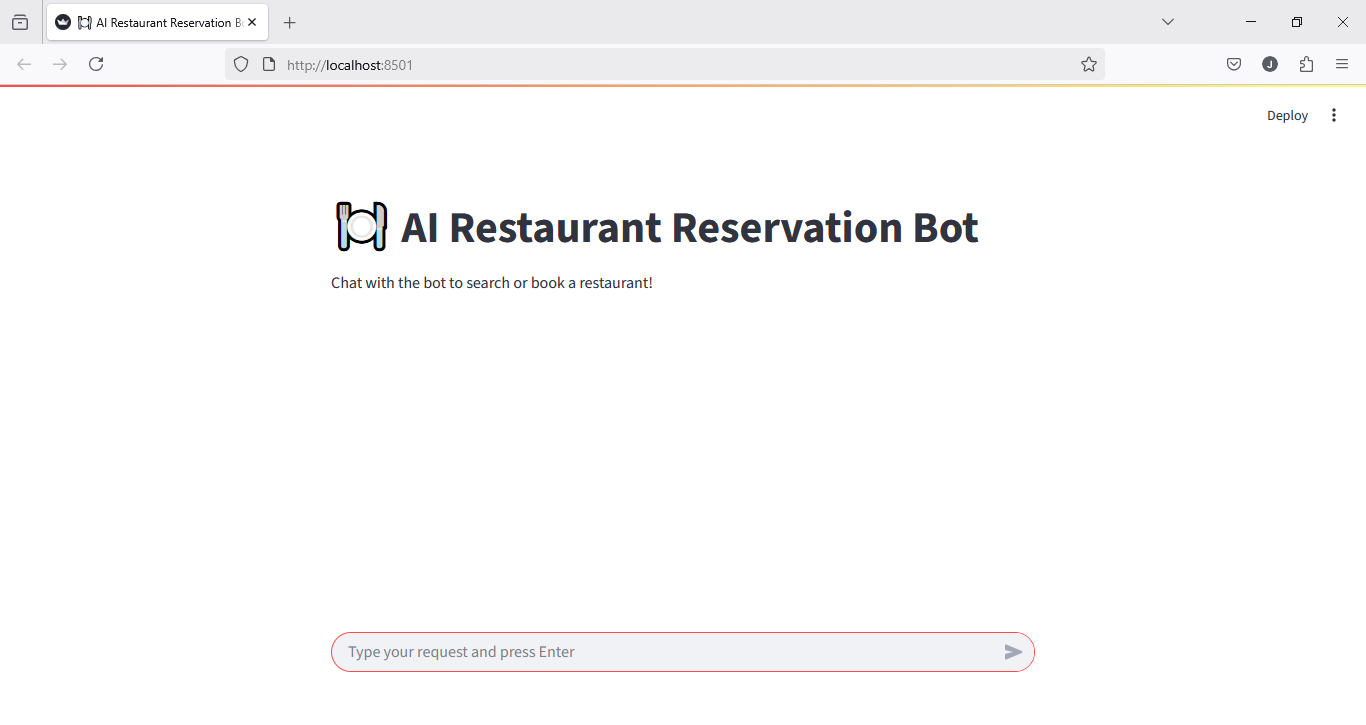 AI Restaurant Reservation B
http://localhost:8501
J
Deploy
AI Restaurant Reservation Bot
Chat with the bot to search or book a restaurant!
Type your request and press Enter